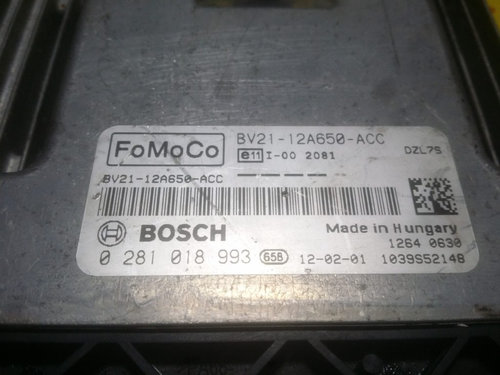 FoMoCo
BV21-12A650-ACC
e11 I-00 2081
DZL7S
BV21-12A650-ACC
BOSCH
Made in Hungary
1264 0630
0 281 018 993 65B 12-02-01 1039S52148